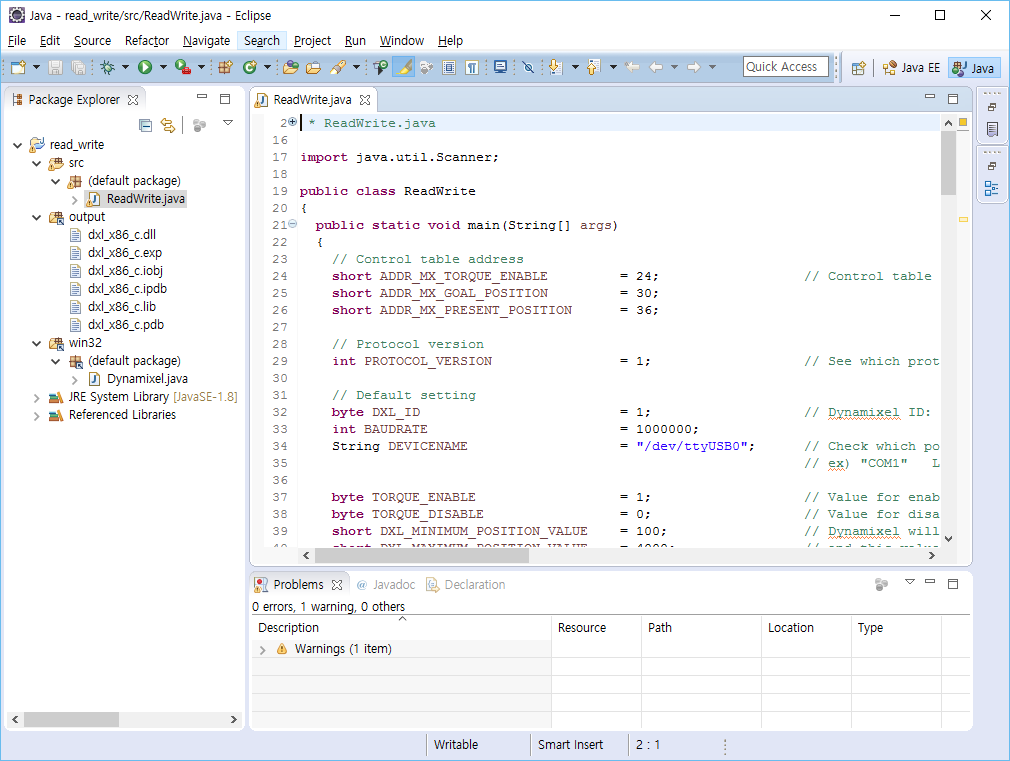 Java - read_write/src/ReadWrite.java - Eclipse
File Edit Source Refactor Navigate Search Project Run Window Help
Quick Access
Java EE
Java
Package Explorer
read_write
src
(default package)
ReadWrite.java
output
dxl_x86_c.dll
dxl_x86_c.exp
dxl_x86_c.iobj
dxl_x86_c.ipdb
dxl_x86_c.lib
dxl_x86_c.pdb
win32
(default package)
Dynamixel.java
JRE System Library [JavaSE-1.8]
Referenced Libraries
ReadWrite.java
2 * ReadWrite.java
16
17 import java.util.Scanner;
18
19 public class ReadWrite
20 {
21 public static void main(String[] args)
22 {
23 // Control table address
24 short ADDR_MX_TORQUE_ENABLE = 24; // Control table
25 short ADDR_MX_GOAL_POSITION = 30;
26 short ADDR_MX_PRESENT_POSITION = 36;
27
28 // Protocol version
29 int PROTOCOL_VERSION = 1; // See which prot
30
31 // Default setting
32 byte DXL_ID = 1; // Dynamixel ID:
33 int BAUDRATE = 1000000;
34 String DEVICENAME = "/dev/ttyUSB0"; // Check which po
35 // ex) "COM1" L
36
37 byte TORQUE_ENABLE = 1; // Value for enab
38 byte TORQUE_DISABLE = 0; // Value for disa
39 short DXL_MINIMUM_POSITION_VALUE = 100; // Dynamixel will
40 short DXL_MAXIMUM_POSITION_VALUE = 4000; // and this value
Problems
@ Javadoc
Declaration
0 errors, 1 warning, 0 others
Description Resource Path Location Type
Warnings (1 item)
Writable Smart Insert 2 : 1